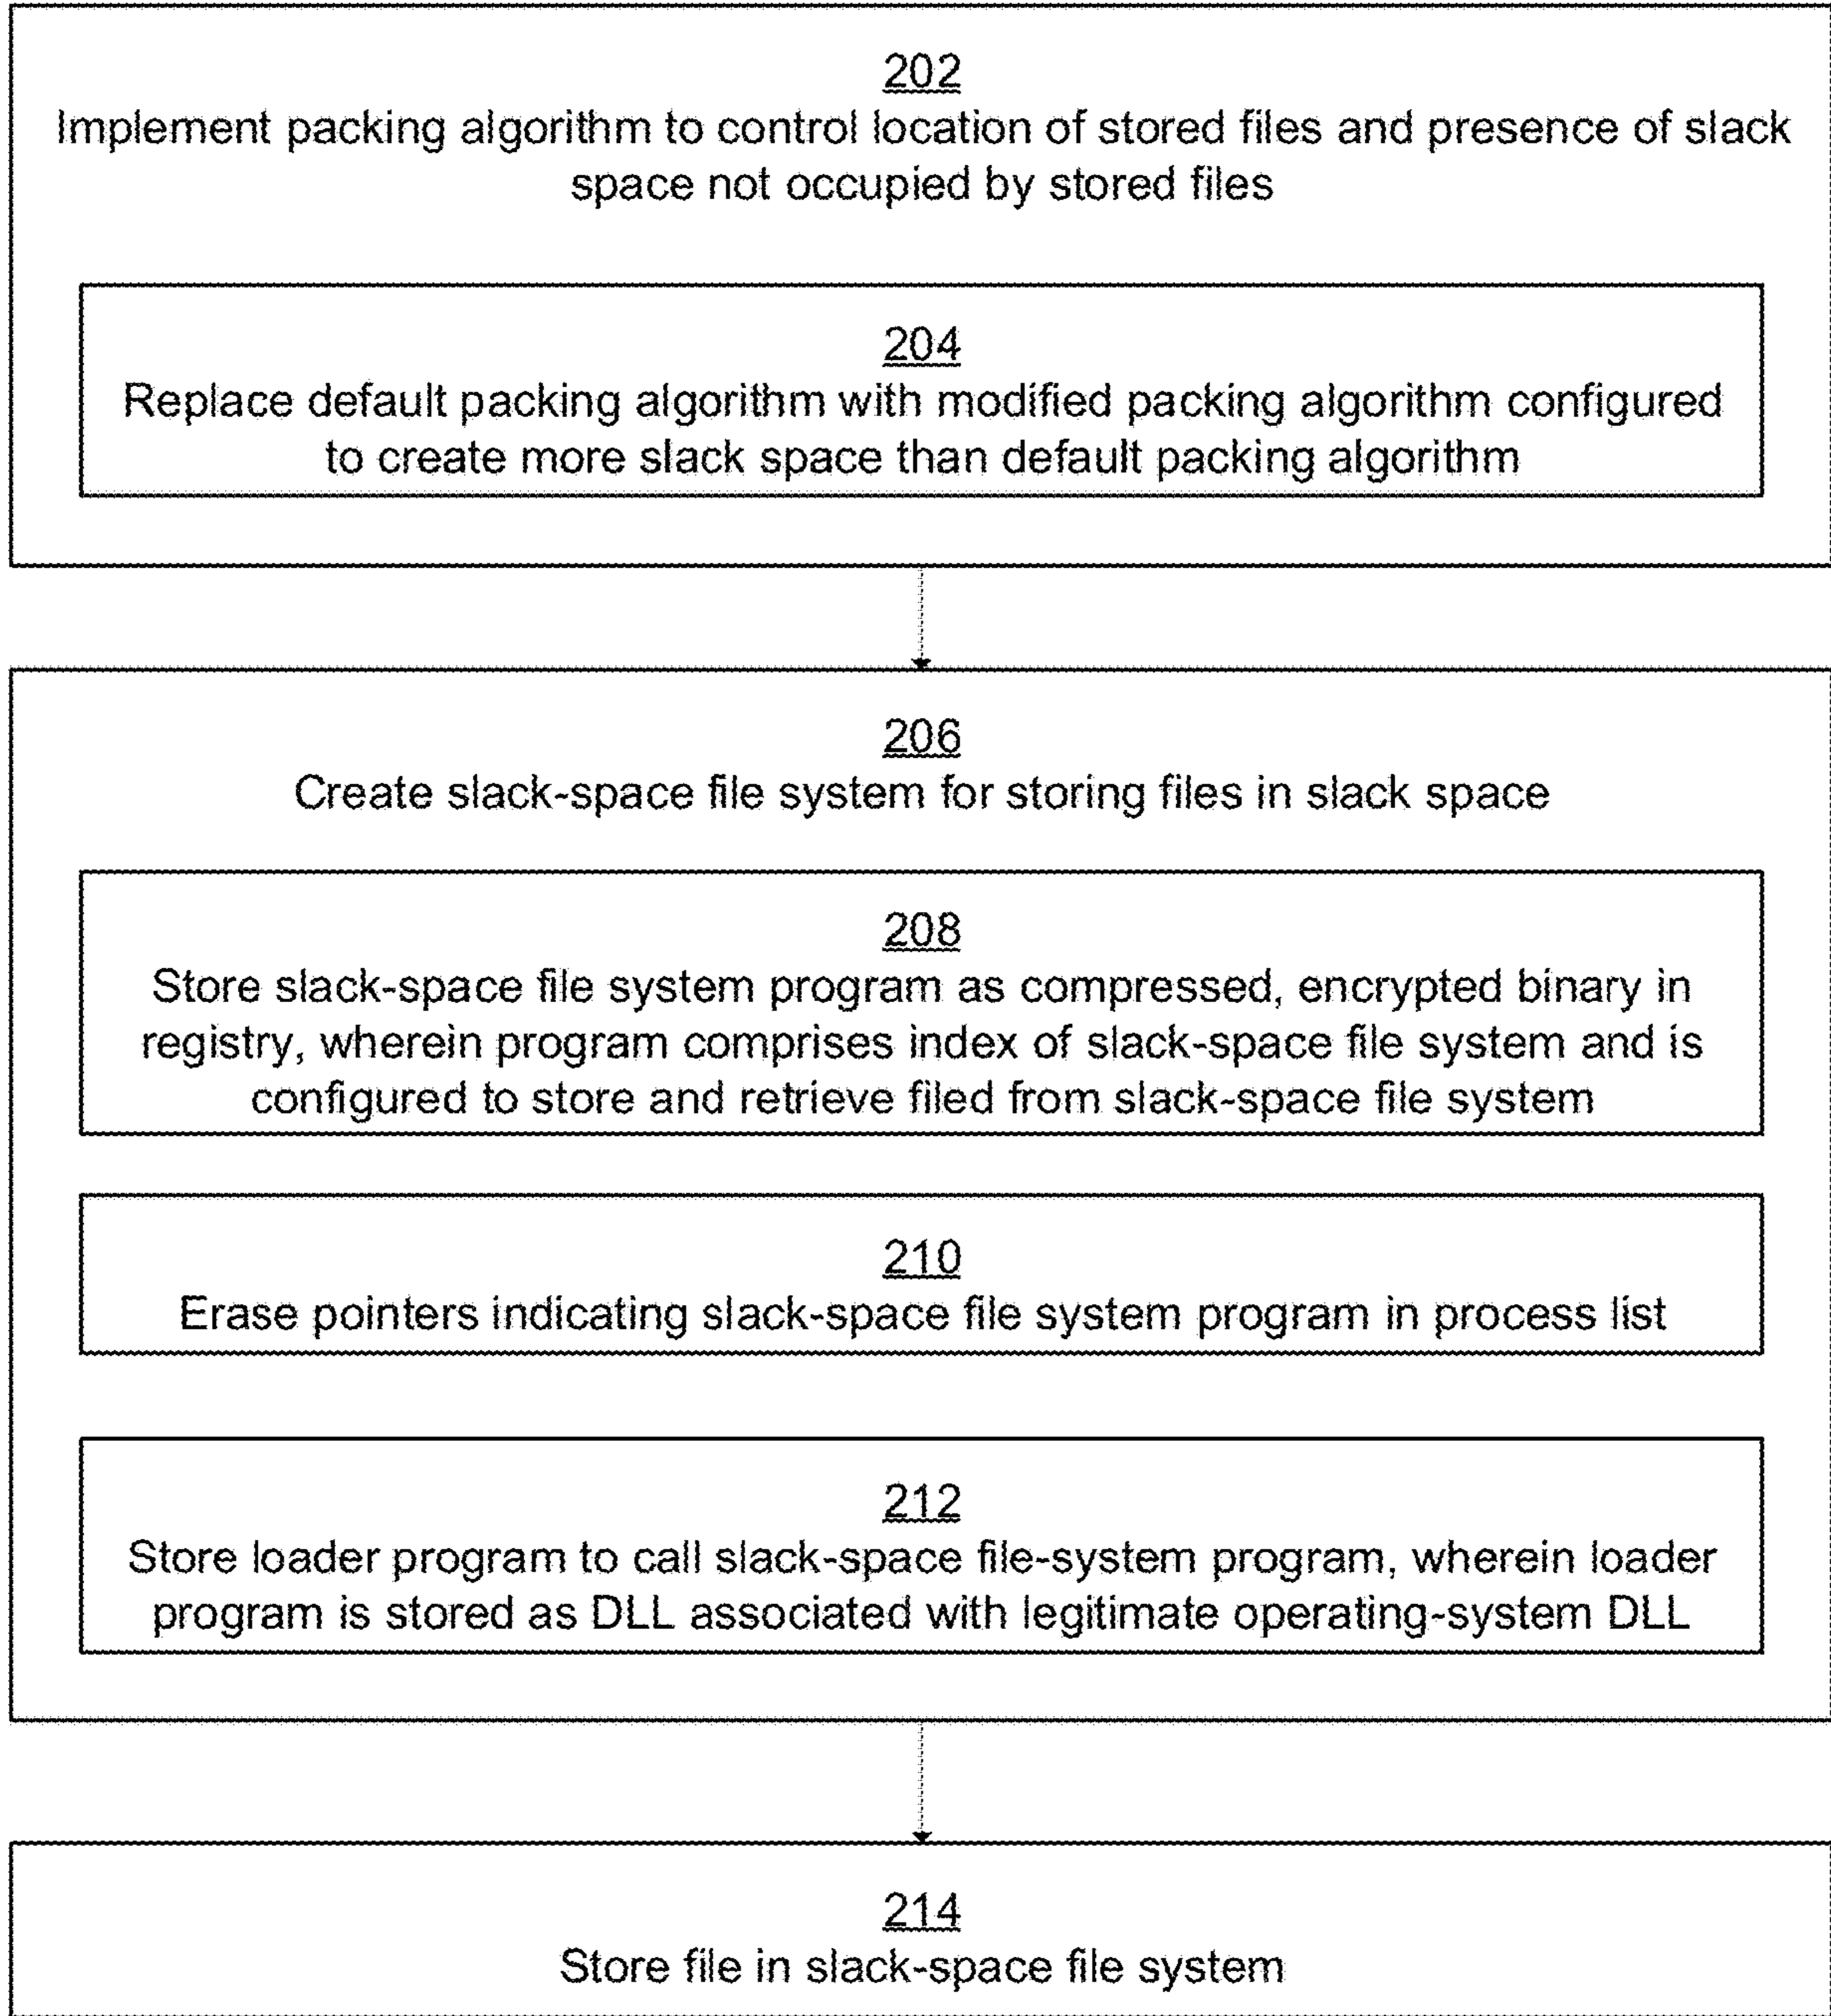 202
Implement packing algorithm to control location of stored files and presence of slack
space not occupied by stored files
204
Replace default packing algorithm with modified packing algorithm configured
to create more slack space than default packing algorithm
206
Create slack-space file system for storing files in slack space
208
Store slack-space file system program as compressed, encrypted binary in
registry, wherein program comprises index of slack-space file system and is
configured to store and retrieve filed from slack-space file system
210
Erase pointers indicating slack-space file system program in process list
212
Store loader program to call slack-space file-system program, wherein loader
program is stored as DLL associated with legitimate operating-system DLL
214
Store file in slack-space file system